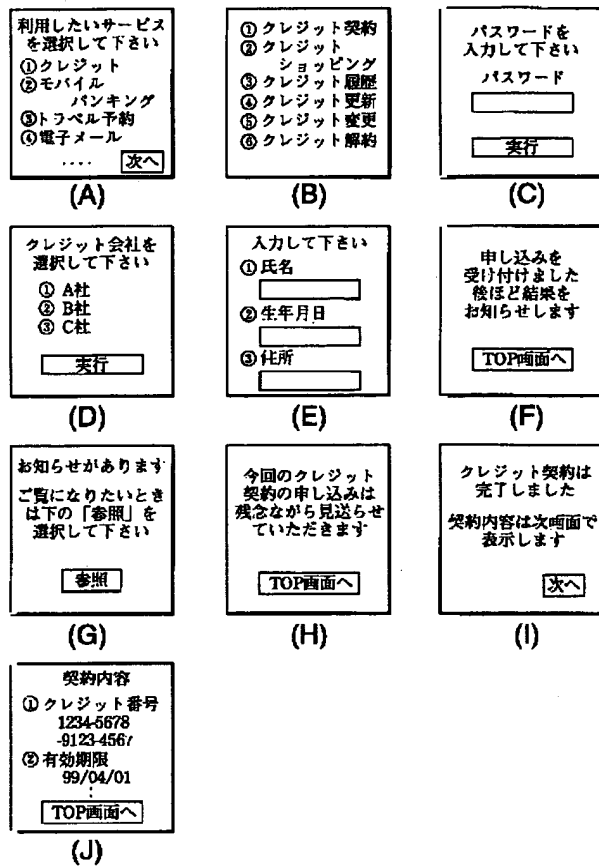 利用したいサービス
を選択して下さい
①クレジット
②モバイル
パンキング
③トラベル予約
④電子メール
‥‥ 次へ
(A)
①クレジット契約
②クレジット
ショッピング
③クレジット履歴
④クレジット更新
⑤クレジット変更
⑥クレジット解約
(B)
パスワードを
入力して下さい
パスワード
実行
(C)
クレジット会社を
選択して下さい
① A社
② B社
③ C社
実行
(D)
入力して下さい
①氏名
②生年月日
③住所
(E)
申し込みを
受け付けました
後ほど結果を
お知らせします
TOP画面へ
(F)
お知らせがあります
ご覧になりたいとき
は下の「参照」を
選択して下さい
参照
(G)
今回のクレジット
契約の申し込みは
残念ながら見送らせ
ていただきます
TOP画面へ
(H)
クレジット契約は
完了しました
契約内容は次画面で
表示します
次へ
(I)
契約内容
①クレジット番号
1234-5678
-9123-4567
②有効期限
99/04/01
⋮
TOP画面へ
(J)